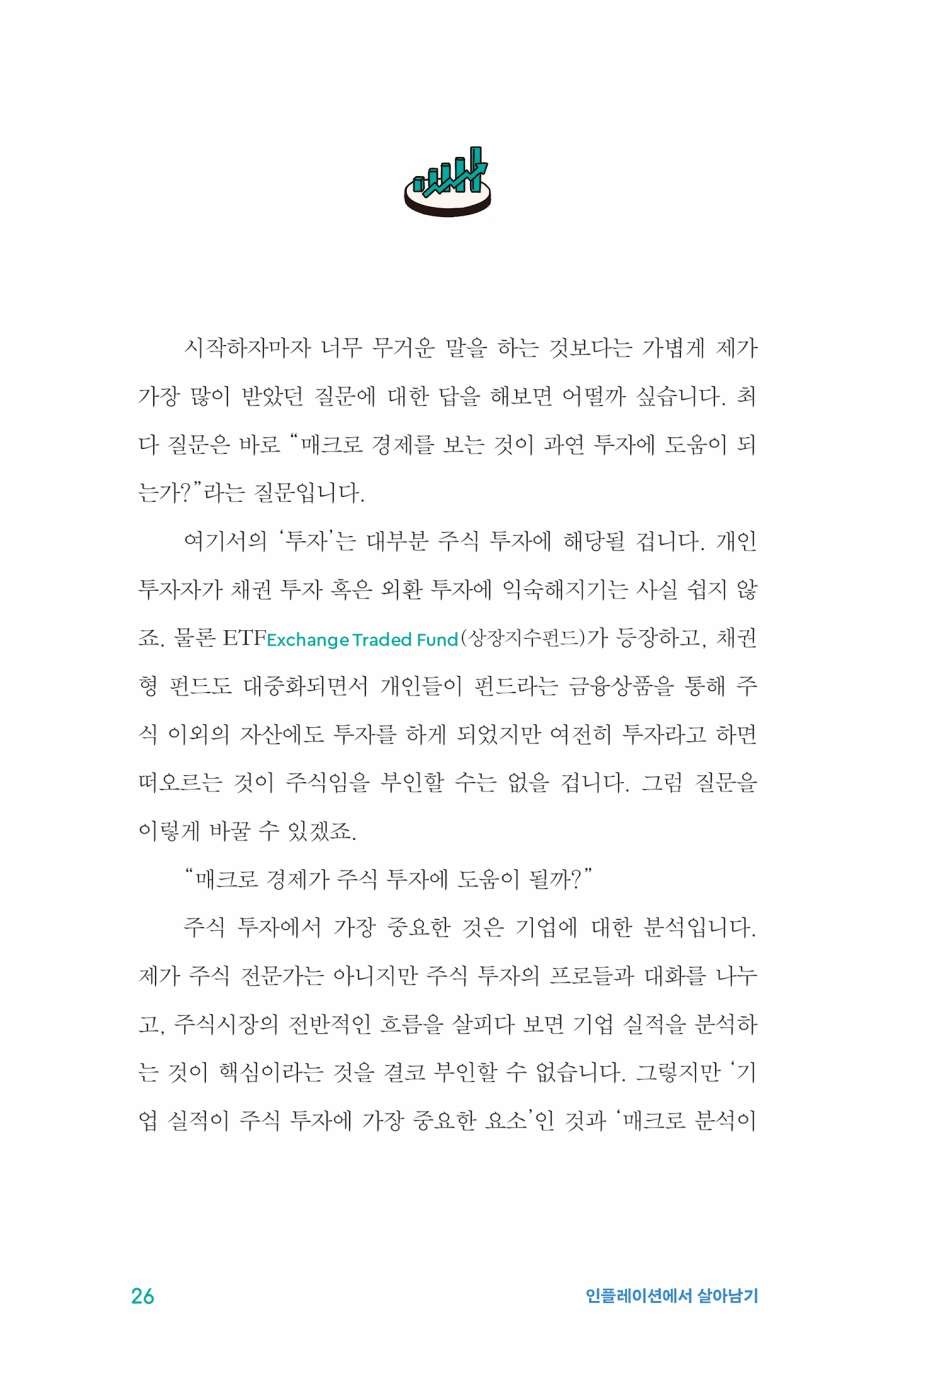 시작하자마자 너무 무거운 말을 하는 것보다는 가볍게 제가
가장 많이 받았던 질문에 대한 답을 해보면 어떨까 싶습니다. 최
다 질문은 바로 “매크로 경제를 보는 것이 과연 투자에 도움이 되
는가?”라는 질문입니다.
여기서의 ‘투자’는 대부분 주식 투자에 해당될 겁니다. 개인
투자자가 채권 투자 혹은 외환 투자에 익숙해지기는 사실 쉽지 않
죠. 물론 ETFExchange Traded Fund(상장지수펀드)가 등장하고, 채권
형 펀드도 대중화되면서 개인들이 펀드라는 금융상품을 통해 주
식 이외의 자산에도 투자를 하게 되었지만 여전히 투자라고 하면
떠오르는 것이 주식임을 부인할 수는 없을 겁니다. 그럼 질문을
이렇게 바꿀 수 있겠죠.
“매크로 경제가 주식 투자에 도움이 될까?”
주식 투자에서 가장 중요한 것은 기업에 대한 분석입니다.
제가 주식 전문가는 아니지만 주식 투자의 프로들과 대화를 나누
고, 주식시장의 전반적인 흐름을 살피다 보면 기업 실적을 분석하
는 것이 핵심이라는 것을 결코 부인할 수 없습니다. 그렇지만 ‘기
업 실적이 주식 투자에 가장 중요한 요소’인 것과 ‘매크로 분석이
26
인플레이션에서 살아남기